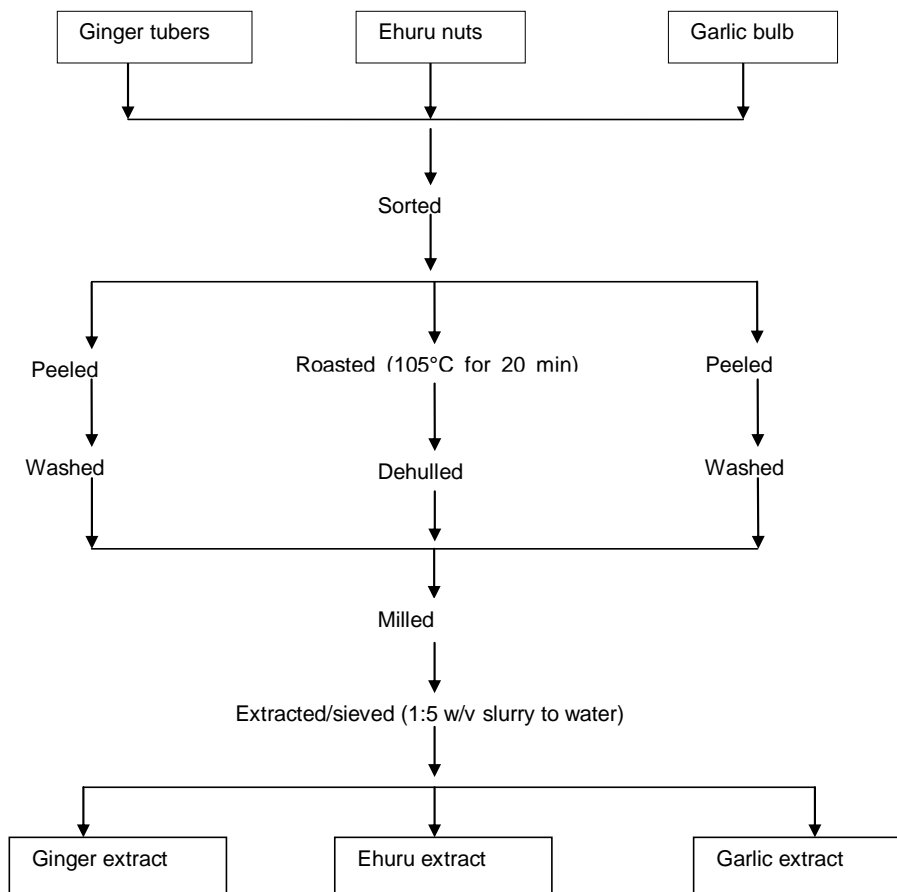 Ginger tubers
Ehuru nuts
Garlic bulb
Sorted
Peeled
Roasted (105°C for 20 min)
Peeled
Washed
Dehulled
Washed
Milled
Extracted/sieved (1:5 w/v slurry to water)
Ginger extract
Ehuru extract
Garlic extract